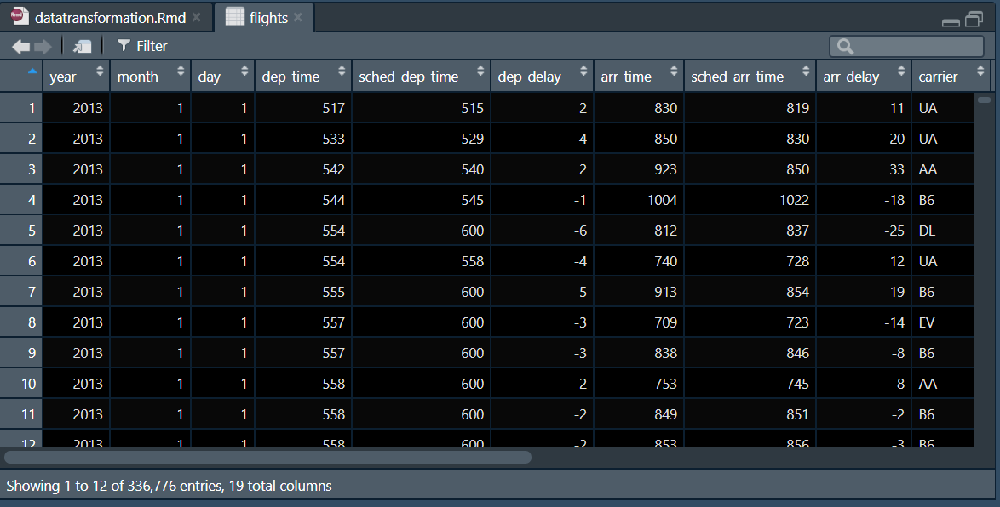 Rmd datatransformation.Rmd flights
Filter
year month day dep_time sched_dep_time dep_delay arr_time sched_arr_time arr_delay carrier
1 2013 1 1 517 515 2 830 819 11 UA
2 2013 1 1 533 529 4 850 830 20 UA
3 2013 1 1 542 540 2 923 850 33 AA
4 2013 1 1 544 545 -1 1004 1022 -18 B6
5 2013 1 1 554 600 -6 812 837 -25 DL
6 2013 1 1 554 558 -4 740 728 12 UA
7 2013 1 1 555 600 -5 913 854 19 B6
8 2013 1 1 557 600 -3 709 723 -14 EV
9 2013 1 1 557 600 -3 838 846 -8 B6
10 2013 1 1 558 600 -2 753 745 8 AA
11 2013 1 1 558 600 -2 849 851 -2 B6
12 2013 1 1 558 600 -2 853 856 -3 B6
Showing 1 to 12 of 336,776 entries, 19 total columns